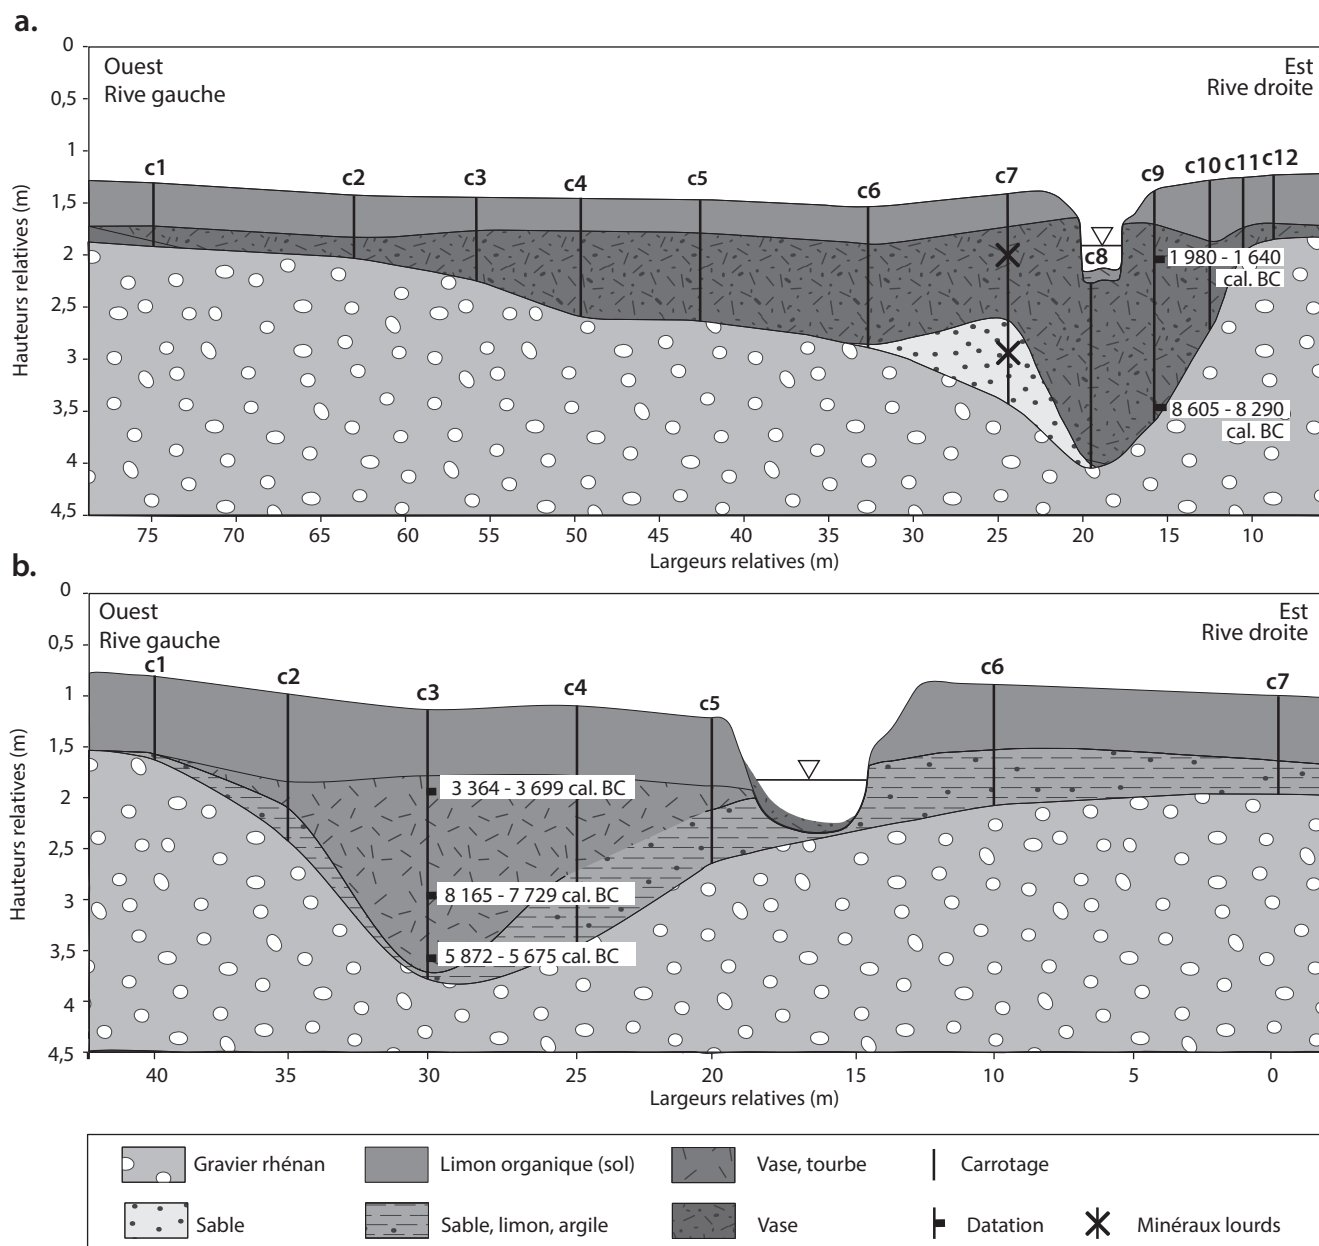 a.
0
0,5
1
1,5
2
2,5
3
3,5
4
4,5
Hauteurs relatives (m)
Ouest
Rive gauche
Est
Rive droite
c1
c2
c3
c4
c5
c6
c7
c8
c9
c10
c11
c12
1 980 - 1 640
cal. BC
8 605 - 8 290
cal. BC
75
70
65
60
55
50
45
40
35
30
25
20
15
10
Largeurs relatives (m)
b.
0
0,5
1
1,5
2
2,5
3
3,5
4
4,5
Hauteurs relatives (m)
Ouest
Rive gauche
Est
Rive droite
c1
c2
c3
c4
c5
c6
c7
3 364 - 3 699 cal. BC
8 165 - 7 729 cal. BC
5 872 - 5 675 cal. BC
40
35
30
25
20
15
10
5
0
Largeurs relatives (m)
Gravier rhénan
Limon organique (sol)
Vase, tourbe
Carrotage
Sable
Sable, limon, argile
Vase
Datation
Minéraux lourds